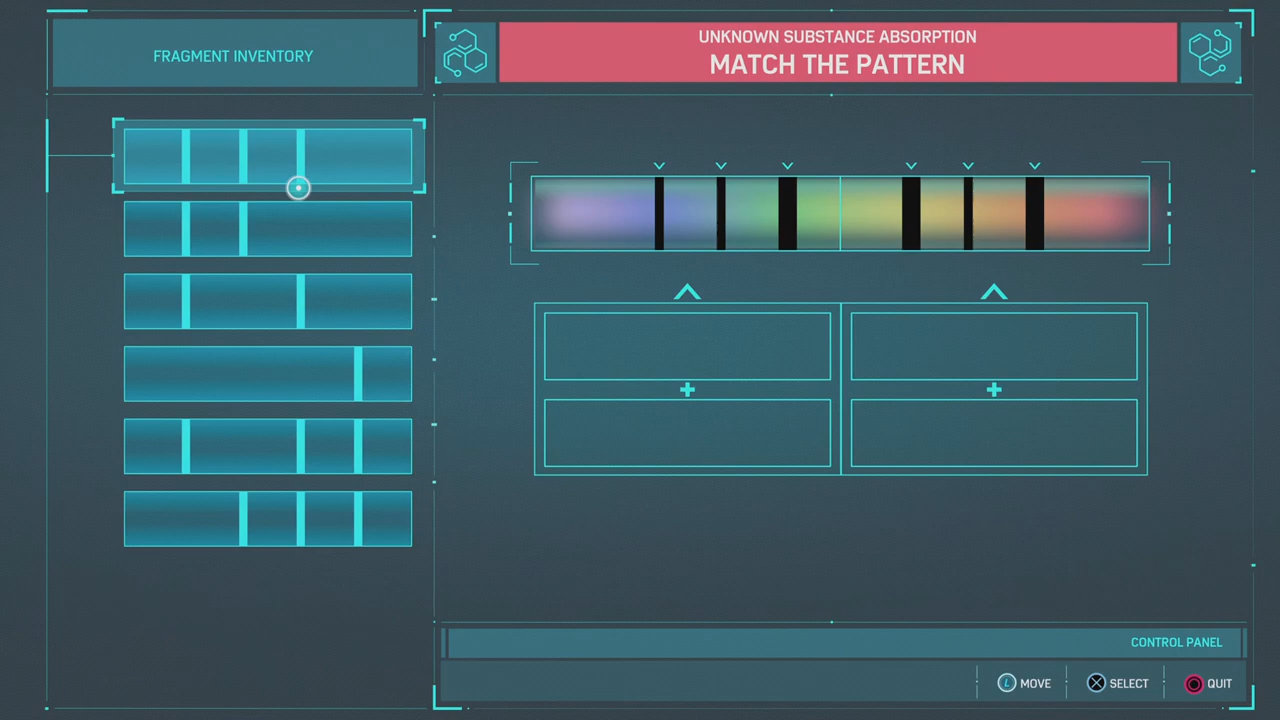 FRAGMENT INVENTORY
UNKNOWN SUBSTANCE ABSORPTION
MATCH THE PATTERN
CONTROL PANEL
L MOVE
SELECT
QUIT